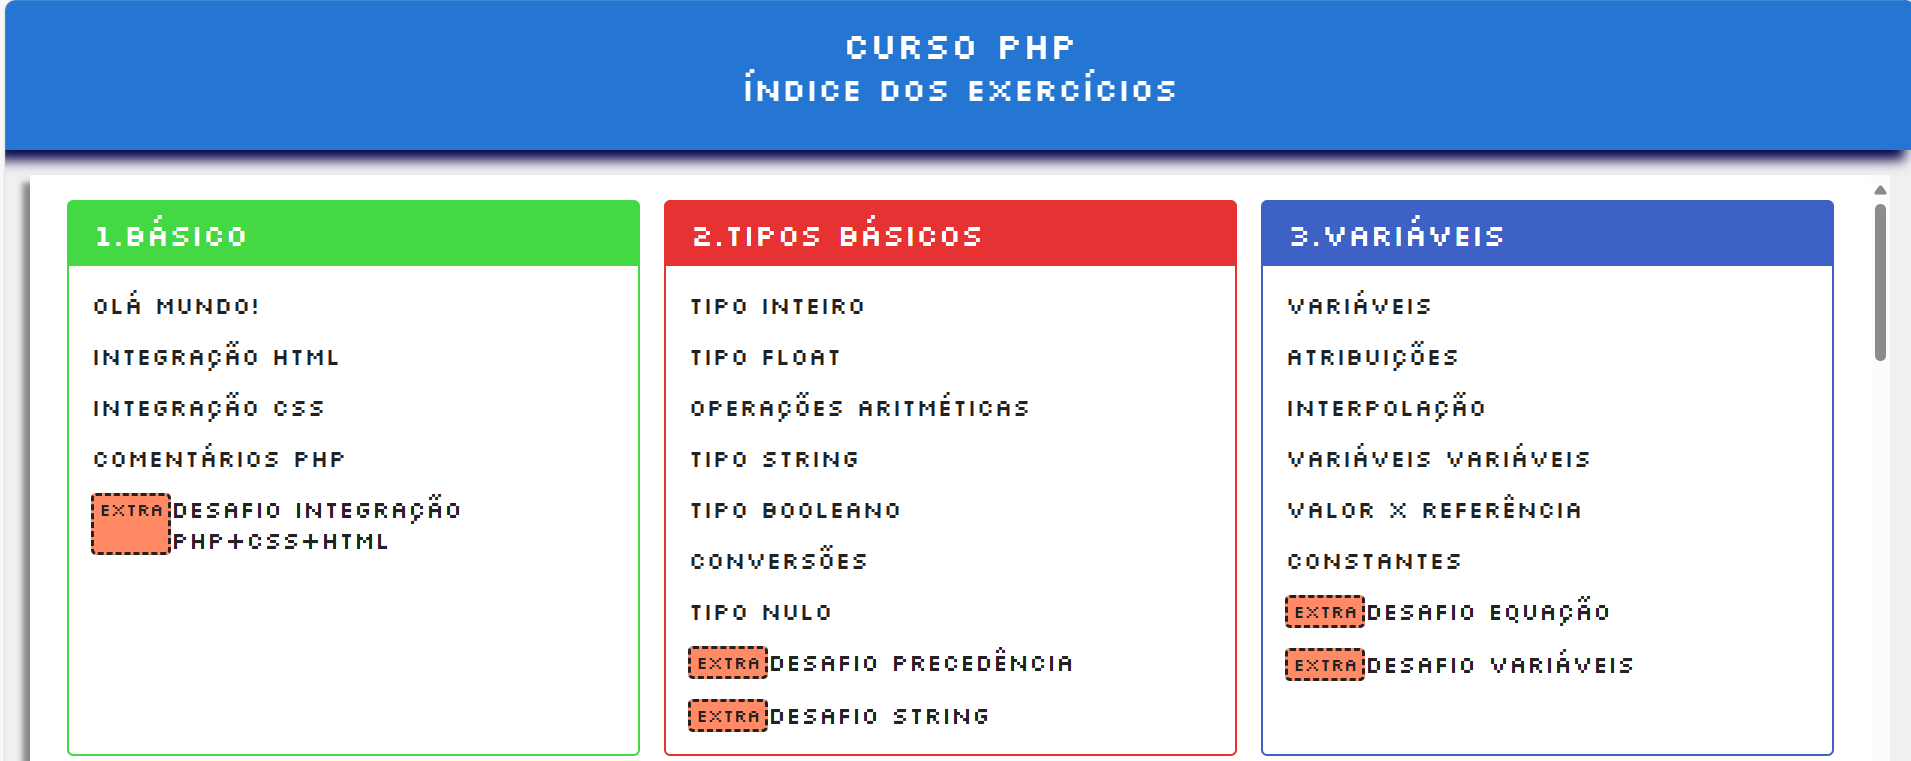 CURSO PHP
ÍNDICE DOS EXERCÍCIOS
1.BÁSICO
OLÁ MUNDO!
INTEGRAÇÃO HTML
INTEGRAÇÃO CSS
COMENTÁRIOS PHP
EXTRA DESAFIO INTEGRAÇÃO
PHP+CSS+HTML
2.TIPOS BÁSICOS
TIPO INTEIRO
TIPO FLOAT
OPERAÇÕES ARITMÉTICAS
TIPO STRING
TIPO BOOLEANO
CONVERSÕES
TIPO NULO
EXTRA DESAFIO PRECEDÊNCIA
EXTRA DESAFIO STRING
3.VARIÁVEIS
VARIÁVEIS
ATRIBUIÇÕES
INTERPOLAÇÃO
VARIÁVEIS VARIÁVEIS
VALOR X REFERÊNCIA
CONSTANTES
EXTRA DESAFIO EQUAÇÃO
EXTRA DESAFIO VARIÁVEIS